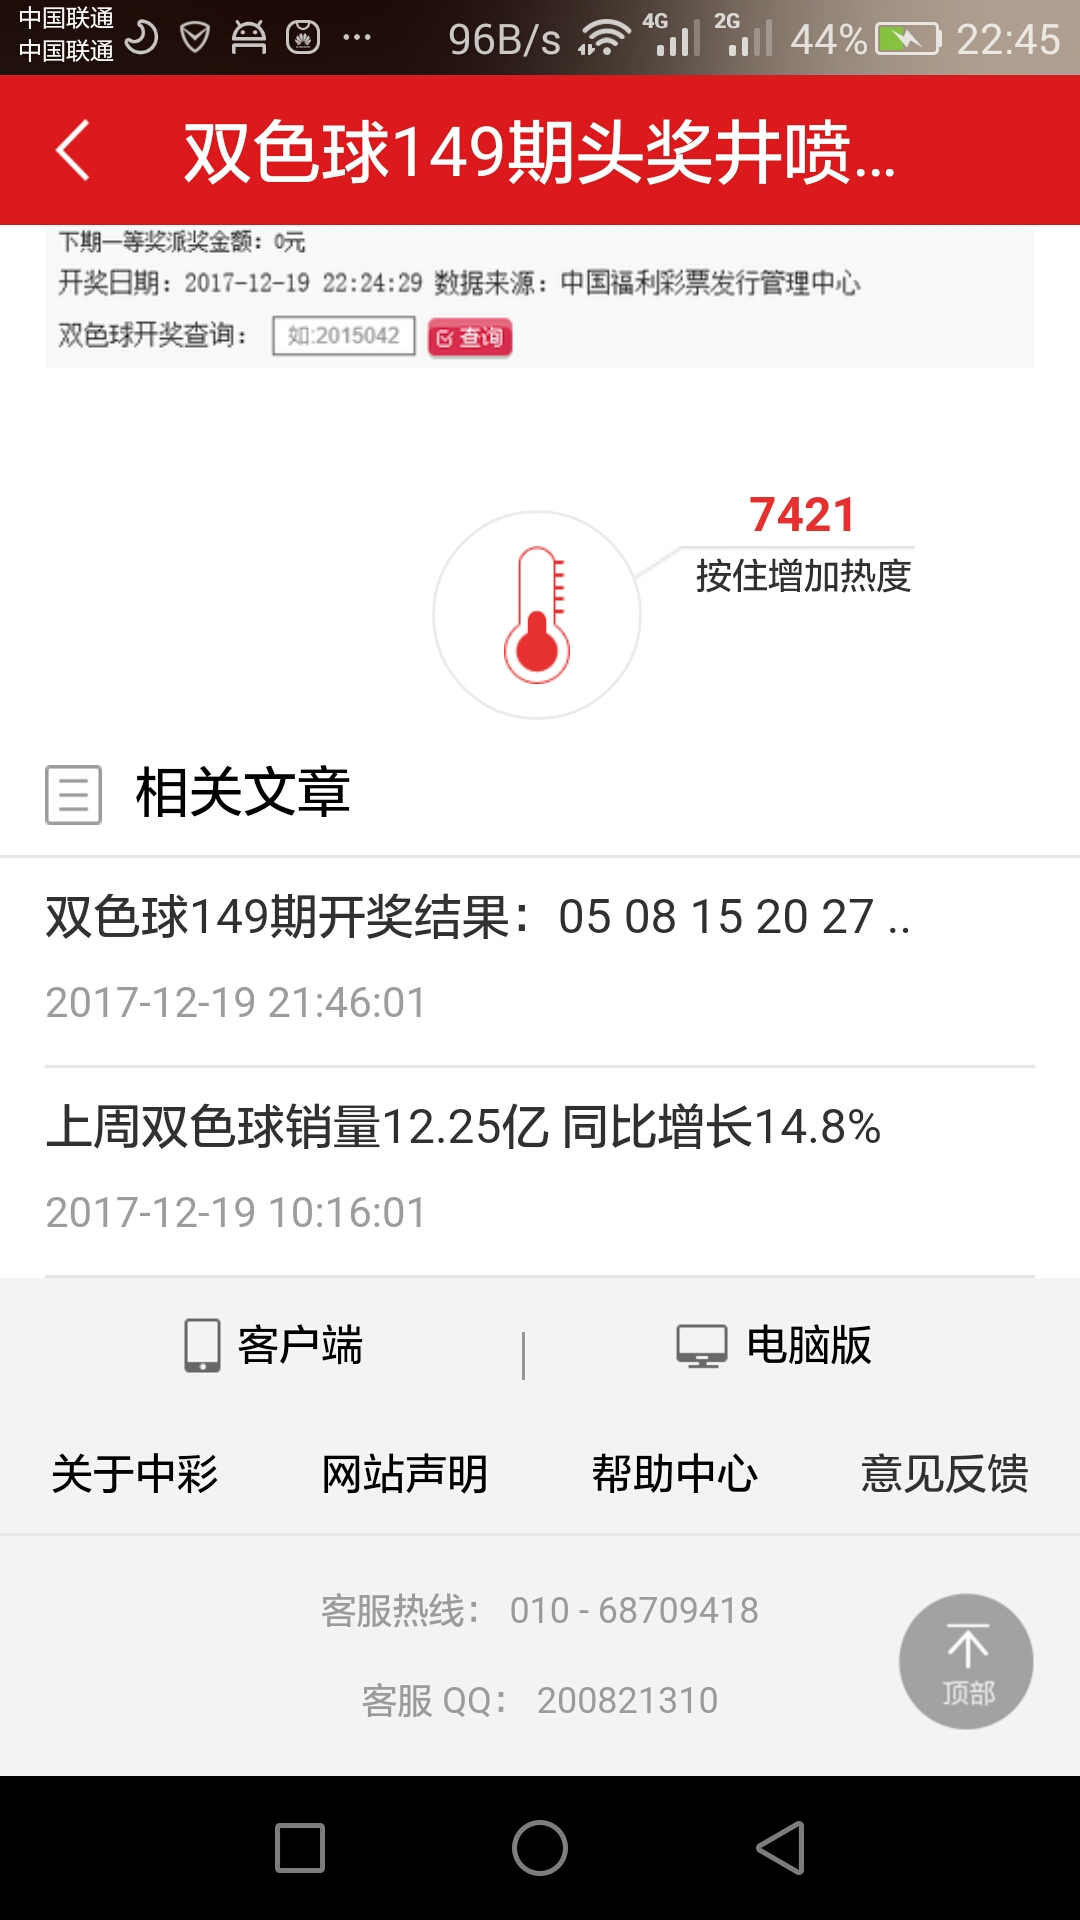 中国联通
中国联通
96B/s 4G 2G 44% 22:45
双色球149期头奖井喷...
下期一等奖派奖金额：0元
开奖日期：2017-12-19 22:24:29 数据来源：中国福利彩票发行管理中心
双色球开奖查询： 如:2015042 查询
7421
按住增加热度
相关文章
双色球149期开奖结果：05 08 15 20 27 ..
2017-12-19 21:46:01
上周双色球销量12.25亿 同比增长14.8%
2017-12-19 10:16:01
客户端 | 电脑版
关于中彩 网站声明 帮助中心 意见反馈
客服热线： 010 - 68709418
客服 QQ： 200821310
顶部